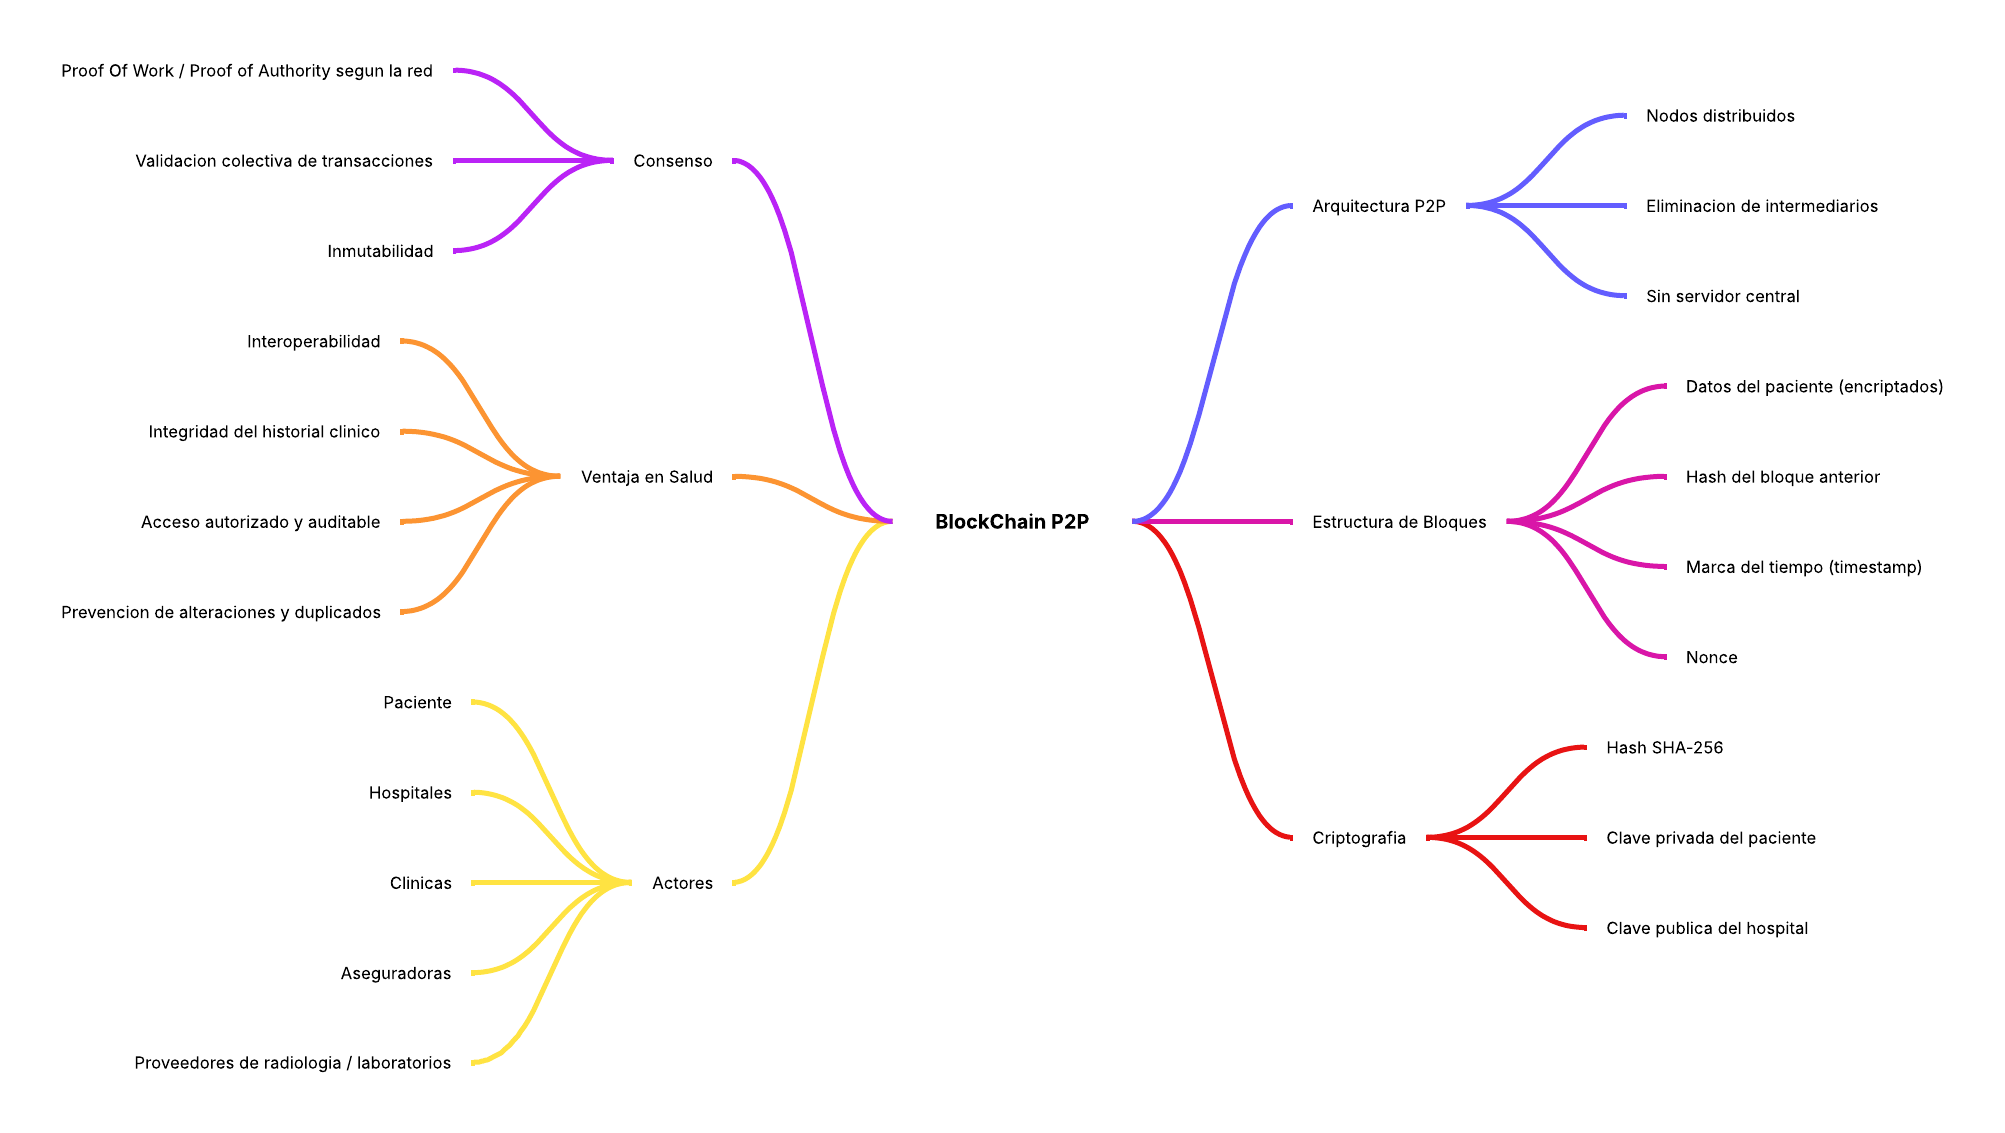 Proof Of Work / Proof of Authority segun la red
Validacion colectiva de transacciones
Consenso
Inmutabilidad
Interoperabilidad
Integridad del historial clinico
Ventaja en Salud
Acceso autorizado y auditable
Prevencion de alteraciones y duplicados
Paciente
Hospitales
Clinicas
Actores
Aseguradoras
Proveedores de radiologia / laboratorios
BlockChain P2P
Nodos distribuidos
Arquitectura P2P
Eliminacion de intermediarios
Sin servidor central
Datos del paciente (encriptados)
Hash del bloque anterior
Estructura de Bloques
Marca del tiempo (timestamp)
Nonce
Hash SHA-256
Criptografia
Clave privada del paciente
Clave publica del hospital